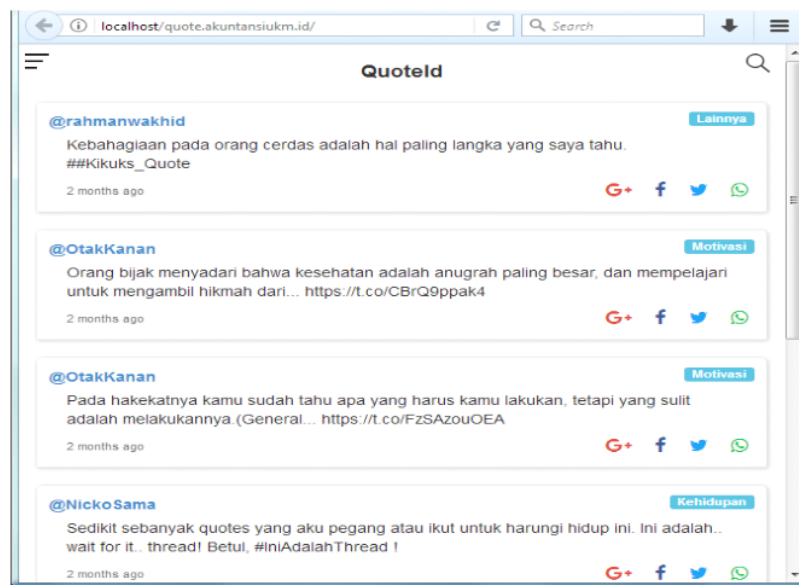 localhost/quote.akuntansiukm.id/
Search
QuoteId
@rahmanwakhid
Lainnya
Kebahagiaan pada orang cerdas adalah hal paling langka yang saya tahu.
##Kikuks_Quote
2 months ago
G+
@OtakKanan
Motivasi
Orang bijak menyadari bahwa kesehatan adalah anugrah paling besar, dan mempelajari
untuk mengambil hikmah dari... https://t.co/CBrQ9ppak4
2 months ago
G+
@OtakKanan
Motivasi
Pada hakekatnya kamu sudah tahu apa yang harus kamu lakukan, tetapi yang sulit
adalah melakukannya.(General... https://t.co/FzSAzouOEA
2 months ago
G+
@NickoSama
Kehidupan
Sedikit sebanyak quotes yang aku pegang atau ikut untuk harungi hidup ini. Ini adalah..
wait for it.. thread! Betul, #IniAdalahThread !
2 months ago
G+